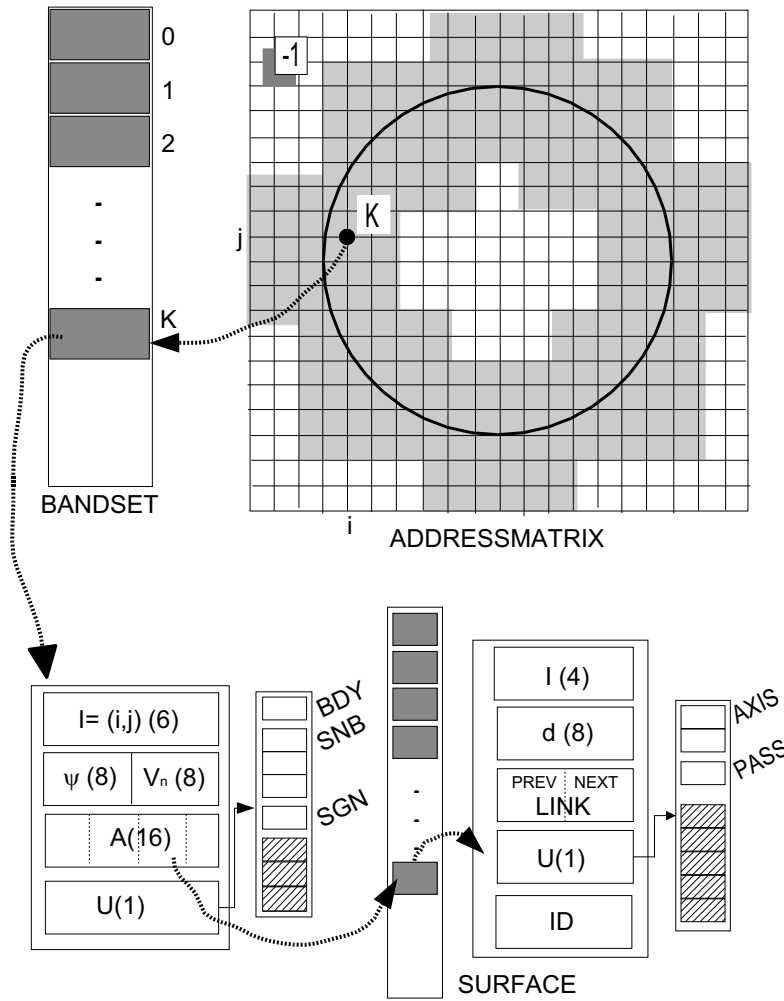 0
1
2
-
-
-
K
BANDSET
-1
K
j
i
ADDRESSMATRIX
I= (i,j) (6)
ψ (8) Vn (8)
A(16)
U(1)
BDY
SNB
SGN
-
-
-
SURFACE
I (4)
d (8)
PREV NEXT
LINK
U(1)
ID
AXIS
PASS